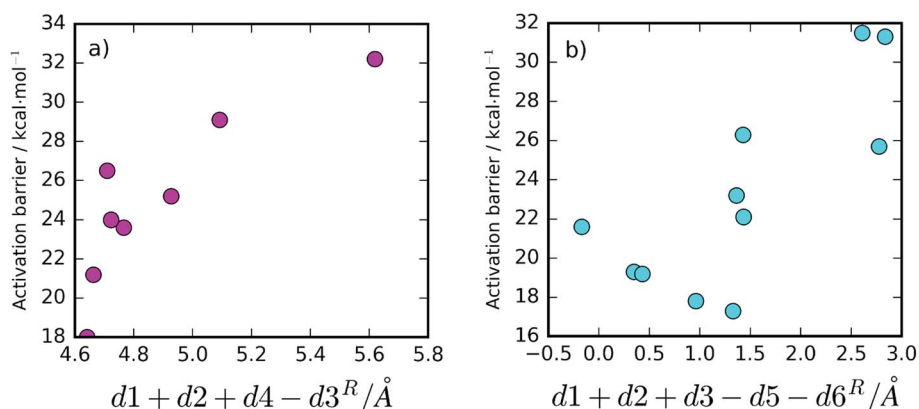 a)
Activation barrier / kcal·mol⁻¹
34
32
30
28
26
24
22
20
18
4.6 4.8 5.0 5.2 5.4 5.6 5.8
d1 + d2 + d4 − d3ᴿ/Å
b)
Activation barrier / kcal·mol⁻¹
32
30
28
26
24
22
20
18
16
−0.5 0.0 0.5 1.0 1.5 2.0 2.5 3.0
d1 + d2 + d3 − d5 − d6ᴿ/Å